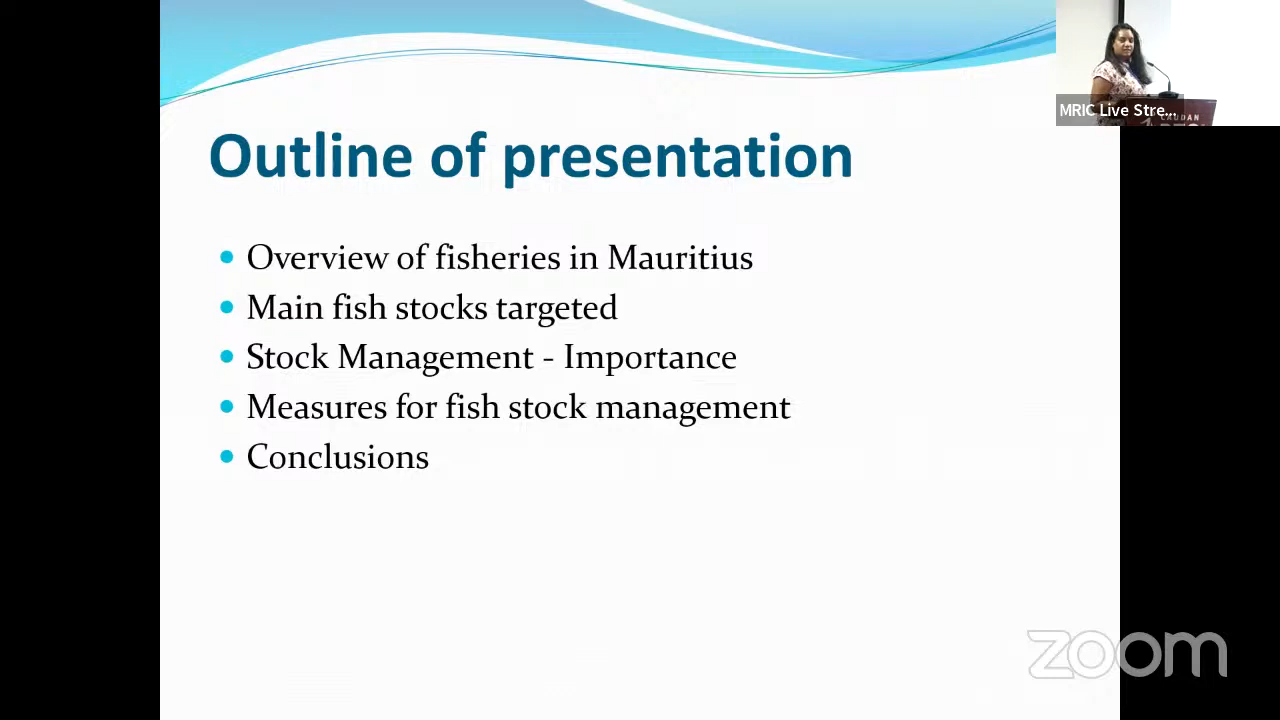 MRIC Live Stre...
CAUDAN
Outline of presentation
• Overview of fisheries in Mauritius
• Main fish stocks targeted
• Stock Management - Importance
• Measures for fish stock management
• Conclusions
zoom